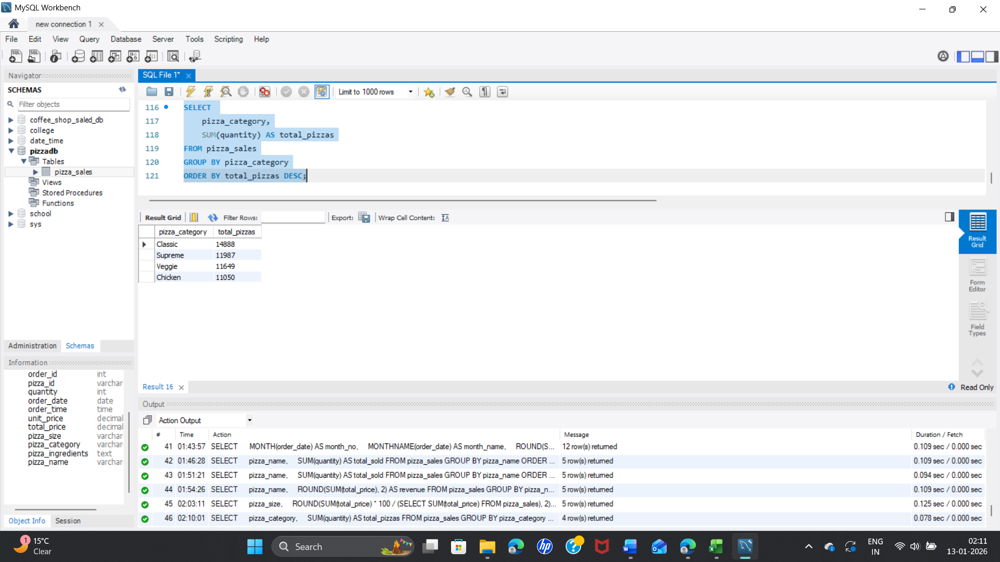 MySQL Workbench
new connection 1
File Edit View Query Database Server Tools Scripting Help
Navigator
SCHEMAS
Filter objects
coffee_shop_saled_db
college
date_time
pizzadb
Tables
pizza_sales
Views
Stored Procedures
Functions
school
sys
Administration Schemas
Information
order_id int
pizza_id varchar
quantity int
order_date date
order_time time
unit_price decimal
total_price decimal
pizza_size varchar
pizza_category varchar
pizza_ingredients text
pizza_name varchar
Object Info Session
SQL File 1*
Limit to 1000 rows
116 SELECT
117 pizza_category,
118 SUM(quantity) AS total_pizzas
119 FROM pizza_sales
120 GROUP BY pizza_category
121 ORDER BY total_pizzas DESC;
Result Grid Filter Rows: Export: Wrap Cell Content:
pizza_category total_pizzas
Classic 14888
Supreme 11987
Veggie 11649
Chicken 11050
Result Grid
Form Editor
Field Types
Result 16
Read Only
Output
Action Output
# Time Action Message Duration / Fetch
41 01:43:57 SELECT MONTH(order_date) AS month_no, MONTHNAME(order_date) AS month_name, ROUND(S... 12 row(s) returned 0.109 sec / 0.000 sec
42 01:46:28 SELECT pizza_name, SUM(quantity) AS total_sold FROM pizza_sales GROUP BY pizza_name ORDER ... 5 row(s) returned 0.109 sec / 0.000 sec
43 01:51:21 SELECT pizza_name, SUM(quantity) AS total_sold FROM pizza_sales GROUP BY pizza_name ORDER ... 5 row(s) returned 0.094 sec / 0.000 sec
44 01:54:26 SELECT pizza_name, ROUND(SUM(total_price), 2) AS revenue FROM pizza_sales GROUP BY pizza_n... 5 row(s) returned 0.109 sec / 0.000 sec
45 02:03:11 SELECT pizza_size, ROUND(SUM(total_price) * 100 / (SELECT SUM(total_price) FROM pizza_sales), 2)... 5 row(s) returned 0.125 sec / 0.000 sec
46 02:10:01 SELECT pizza_category, SUM(quantity) AS total_pizzas FROM pizza_sales GROUP BY pizza_category ... 4 row(s) returned 0.078 sec / 0.000 sec
1
15°C
Clear
Search
ENG
IN
02:11
13-01-2026